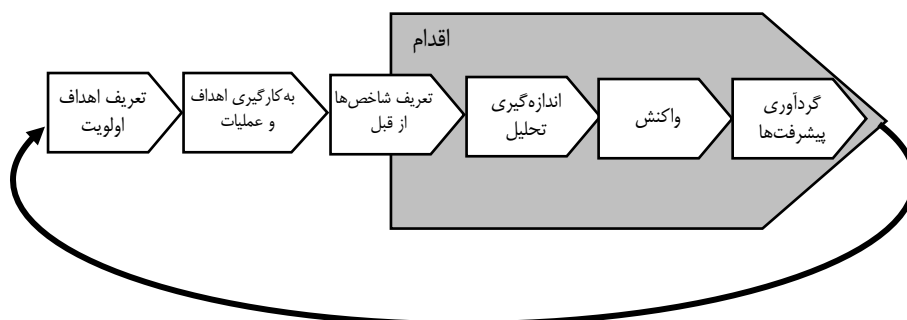 اقدام
تعریف اهداف
اولویت
به‌کارگیری اهداف
و عملیات
تعریف شاخص‌ها
از قبل
اندازه‌گیری
تحلیل
واکنش
گردآوری
پیشرفت‌ها